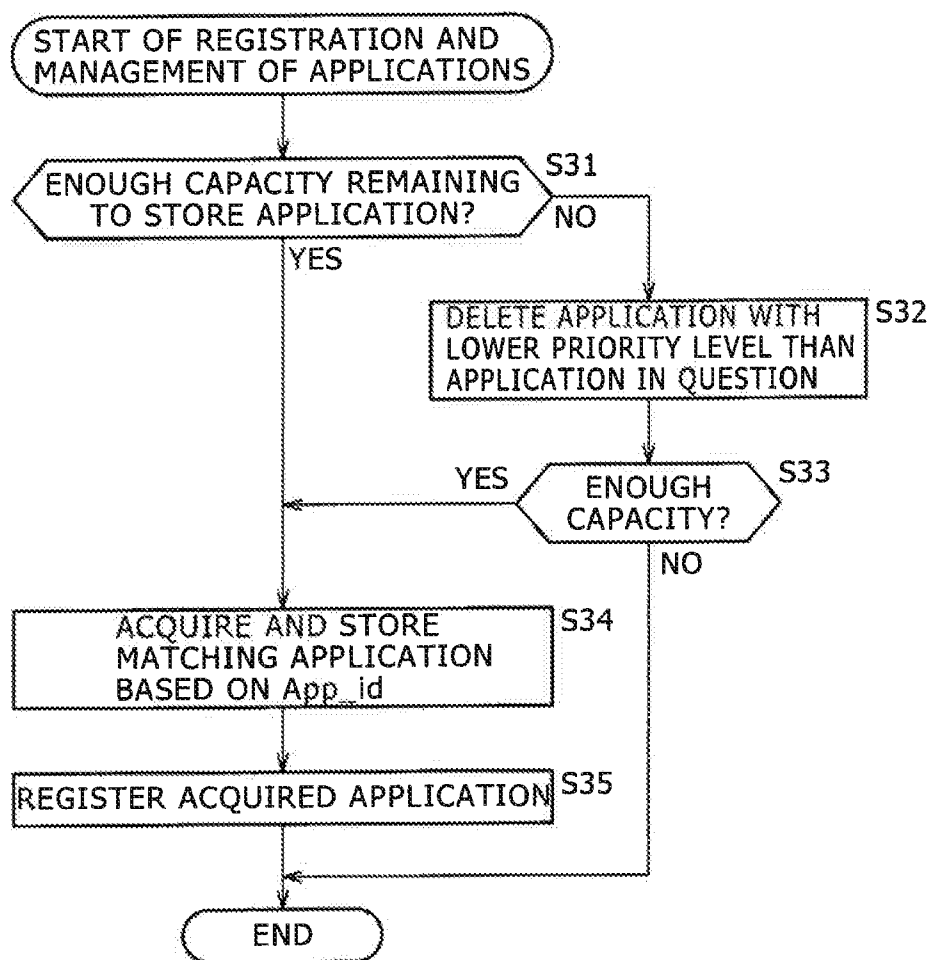 START OF REGISTRATION AND
MANAGEMENT OF APPLICATIONS
ENOUGH CAPACITY REMAINING
TO STORE APPLICATION?
S31
NO
YES
DELETE APPLICATION WITH
LOWER PRIORITY LEVEL THAN
APPLICATION IN QUESTION
S32
YES
ENOUGH
CAPACITY?
S33
NO
ACQUIRE AND STORE
MATCHING APPLICATION
BASED ON App_id
S34
REGISTER ACQUIRED APPLICATION
S35
END